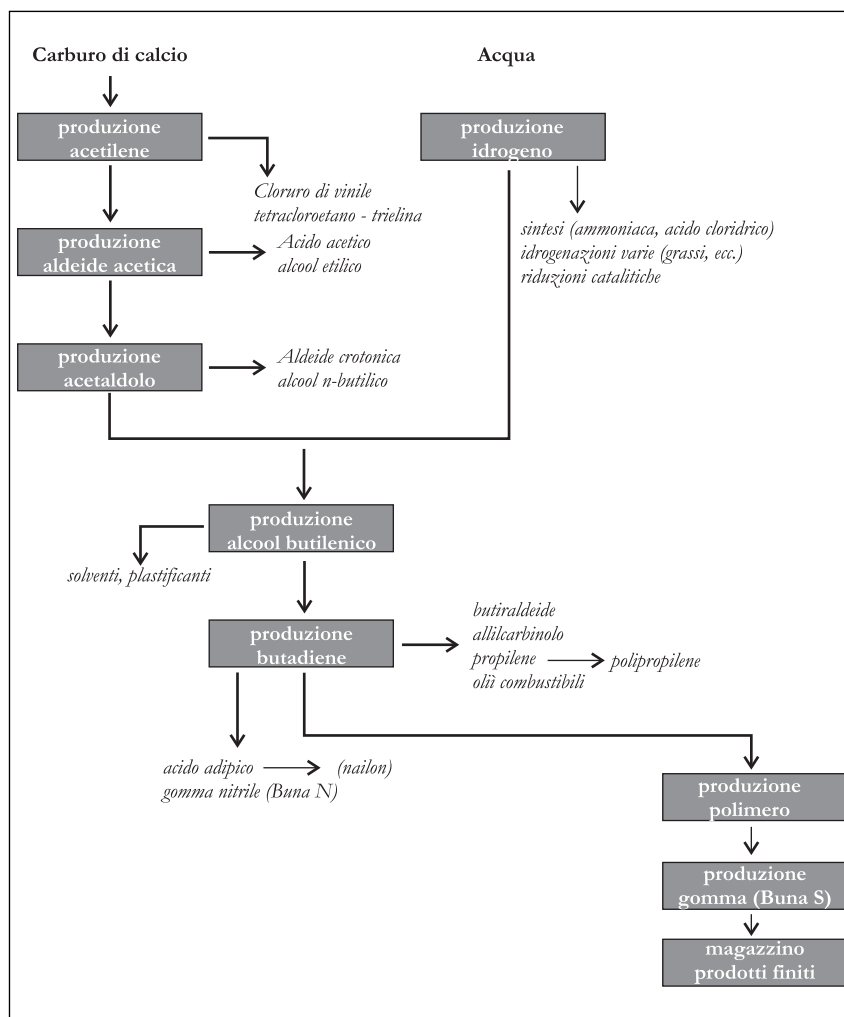 Carburo di calcio
Acqua
produzione
acetilene
produzione
idrogeno
Cloruro di vinile
tetracloroetano - trielina
sintesi (ammoniaca, acido cloridrico)
idrogenazioni varie (grassi, ecc.)
riduzioni catalitiche
produzione
aldeide acetica
Acido acetico
alcool etilico
produzione
acetaldolo
Aldeide crotonica
alcool n-butilico
produzione
alcool butilenico
solventi, plastificanti
produzione
butadiene
butiraldeide
allilcarbinolo
propilene
polipropilene
olii combustibili
acido adipico
(nailon)
gomma nitrile (Buna N)
produzione
polimero
produzione
gomma (Buna S)
magazzino
prodotti finiti